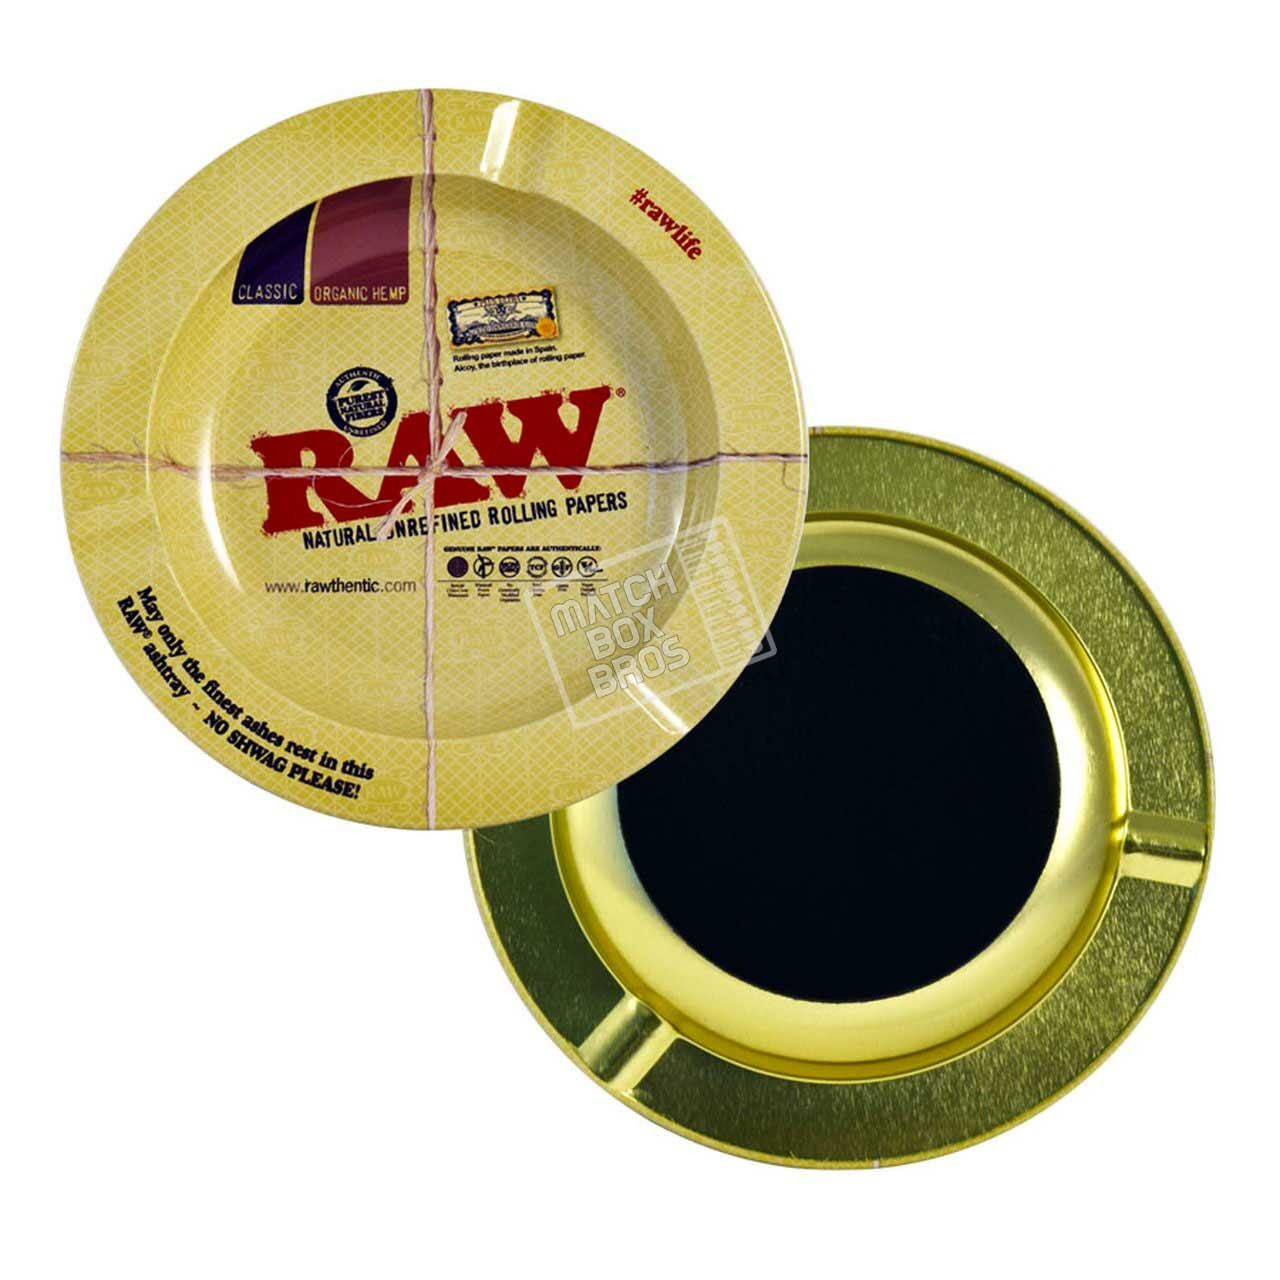 #rawlife
CLASSIC
ORGANIC HEMP
Rolling paper made in Spain.
Alcoy, the birthplace of rolling paper.
AUTHENTIC
PUREST
NATURAL
FIBERS
UNREFINED
RAW®
NATURAL UNREFINED ROLLING PAPERS
GENUINE RAW® PAPERS ARE AUTHENTICALLY:
www.rawthentic.com
MATCH
BOX
BROS
May only the finest ashes rest in this
RAW® ashtray ~ NO SHWAG PLEASE!